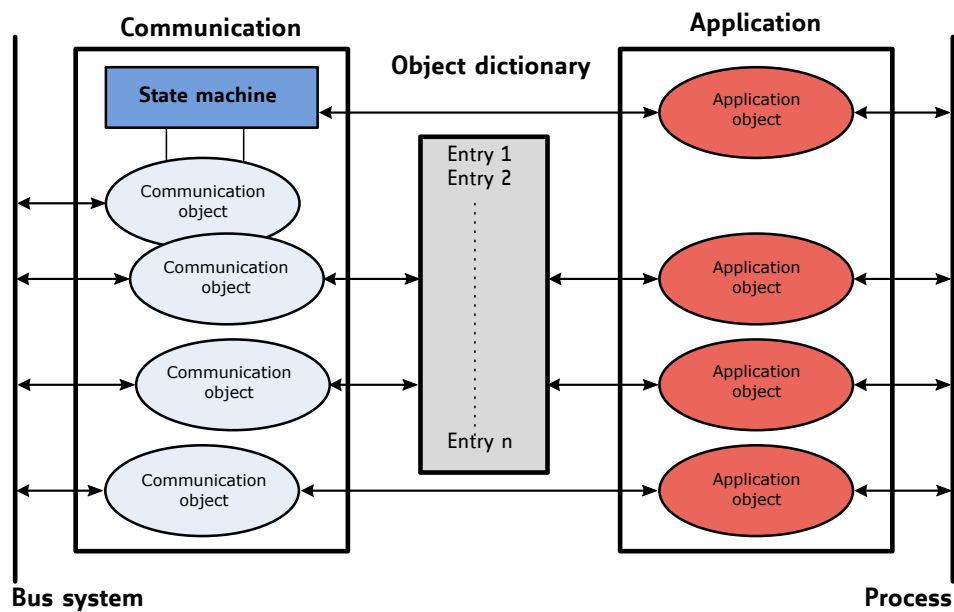 Communication
Application
Object dictionary
State machine
Application
object
Entry 1
Entry 2
Communication
object
Communication
object
Application
object
Communication
object
Application
object
Entry n
Communication
object
Application
object
Bus system
Process